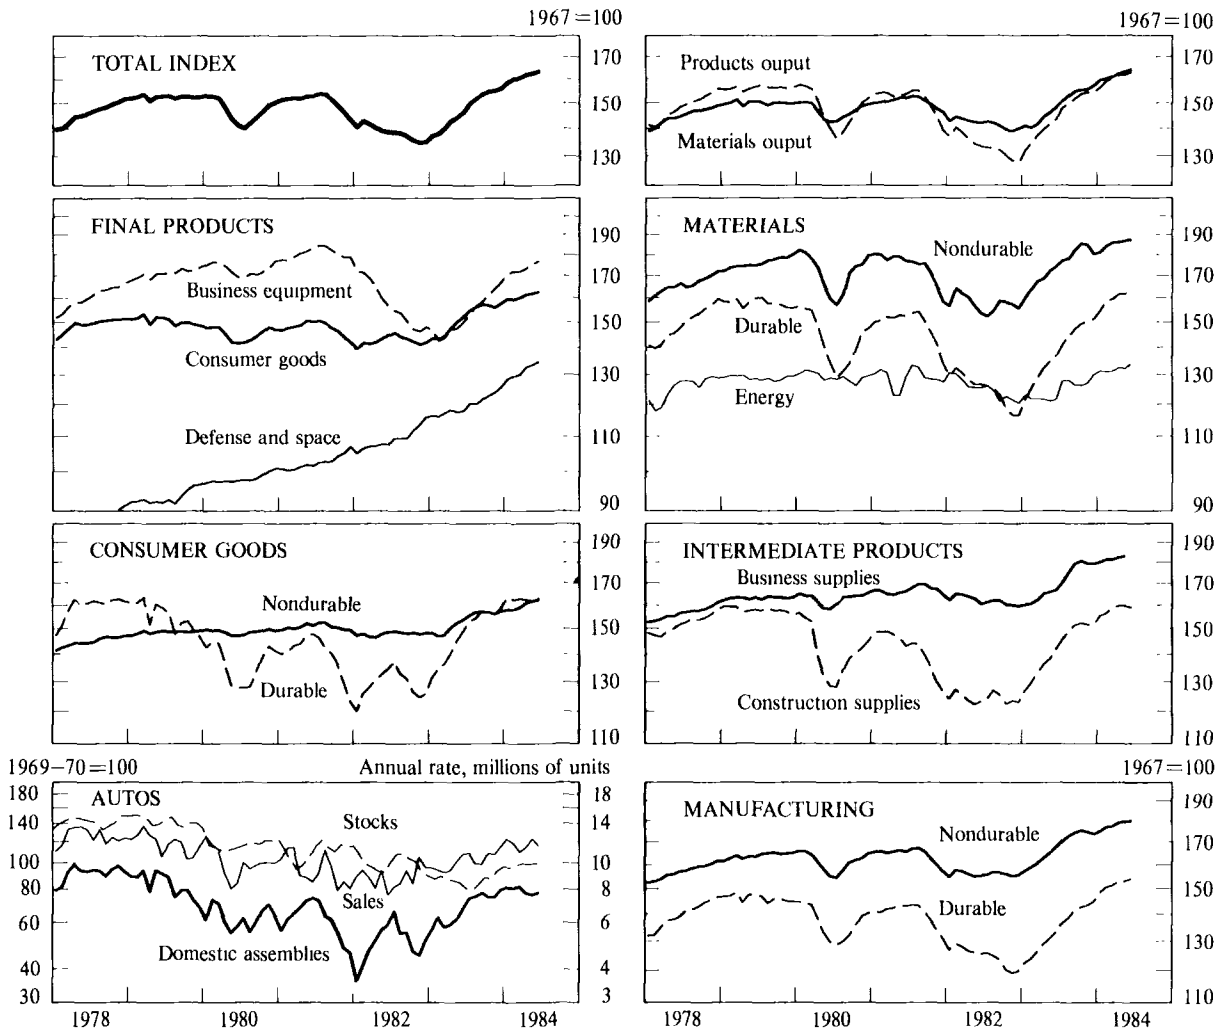 1967=100
1967=100
TOTAL INDEX
170
150
130
Products ouput
Materials ouput
170
150
130
FINAL PRODUCTS
Business equipment
Consumer goods
Defense and space
190
170
150
130
110
90
MATERIALS
Nondurable
Durable
Energy
190
170
150
130
110
90
CONSUMER GOODS
Nondurable
Durable
190
170
150
130
110
INTERMEDIATE PRODUCTS
Business supplies
Construction supplies
190
170
150
130
110
1969–70=100
Annual rate, millions of units
1967=100
AUTOS
Stocks
Sales
Domestic assemblies
180
140
100
80
60
40
30
18
14
10
8
6
4
3
MANUFACTURING
Nondurable
Durable
190
170
150
130
110
1978 1980 1982 1984
1978 1980 1982 1984